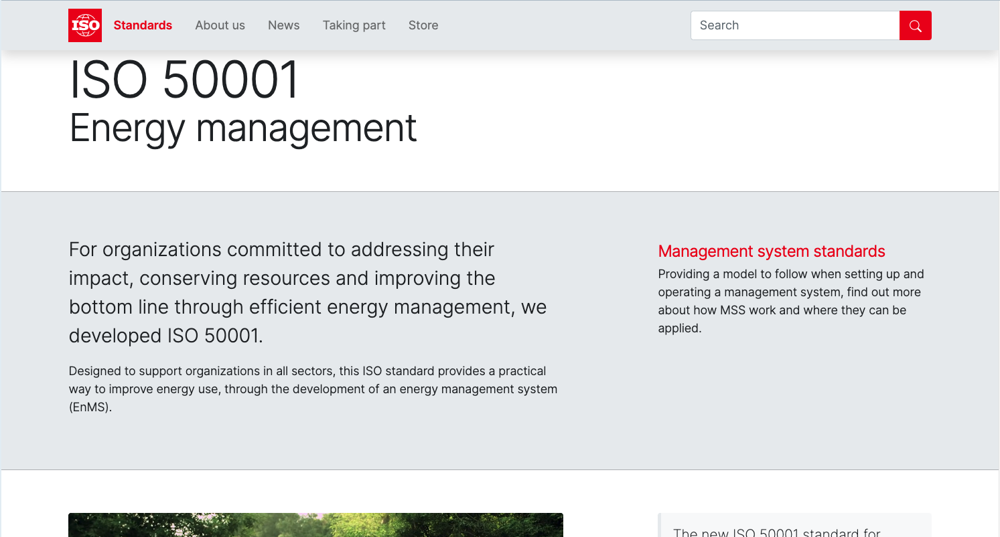 ISO
Standards
About us
News
Taking part
Store
Search
ISO 50001
Energy management
For organizations committed to addressing their
impact, conserving resources and improving the
bottom line through efficient energy management, we
developed ISO 50001.
Designed to support organizations in all sectors, this ISO standard provides a practical
way to improve energy use, through the development of an energy management system
(EnMS).
Management system standards
Providing a model to follow when setting up and
operating a management system, find out more
about how MSS work and where they can be
applied.
The new ISO 50001 standard for